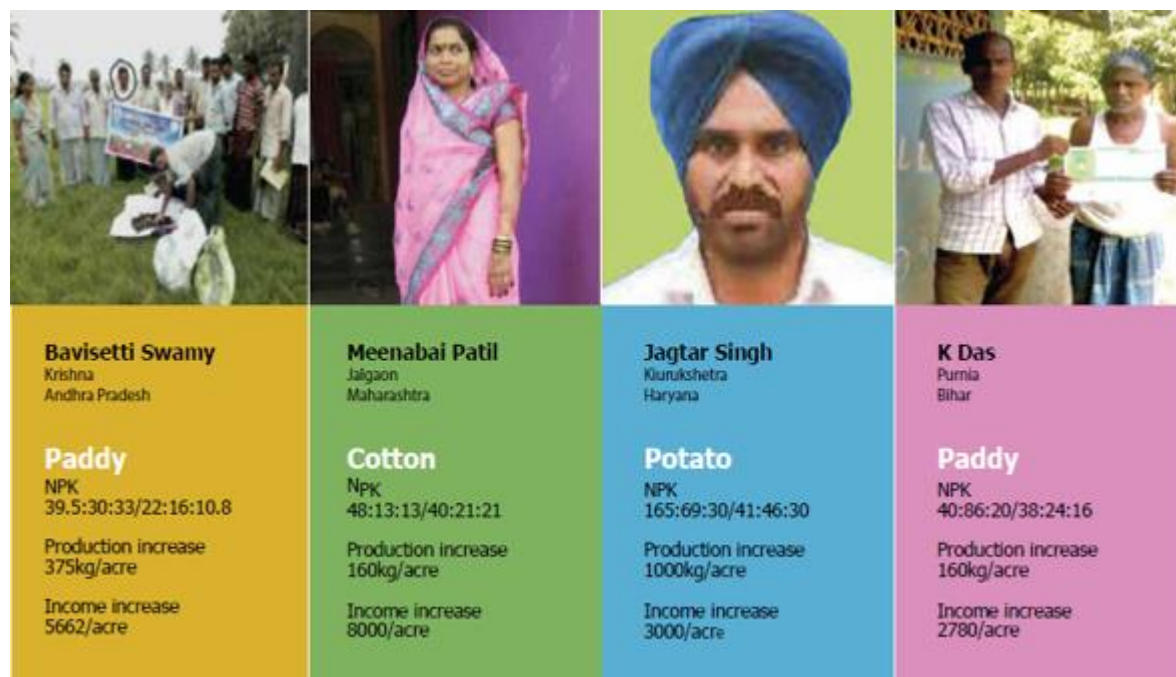 Bavisetti Swamy
Krishna
Andhra Pradesh
Paddy
NPK
39.5:30:33/22:16:10.8
Production increase
375kg/acre
Income increase
5662/acre
Meenabai Patil
Jalgaon
Maharashtra
Cotton
NPK
48:13:13/40:21:21
Production increase
160kg/acre
Income increase
8000/acre
Jagtar Singh
Kiurukshetra
Haryana
Potato
NPK
165:69:30/41:46:30
Production increase
1000kg/acre
Income increase
3000/acre
K Das
Purnia
Bihar
Paddy
NPK
40:86:20/38:24:16
Production increase
160kg/acre
Income increase
2780/acre